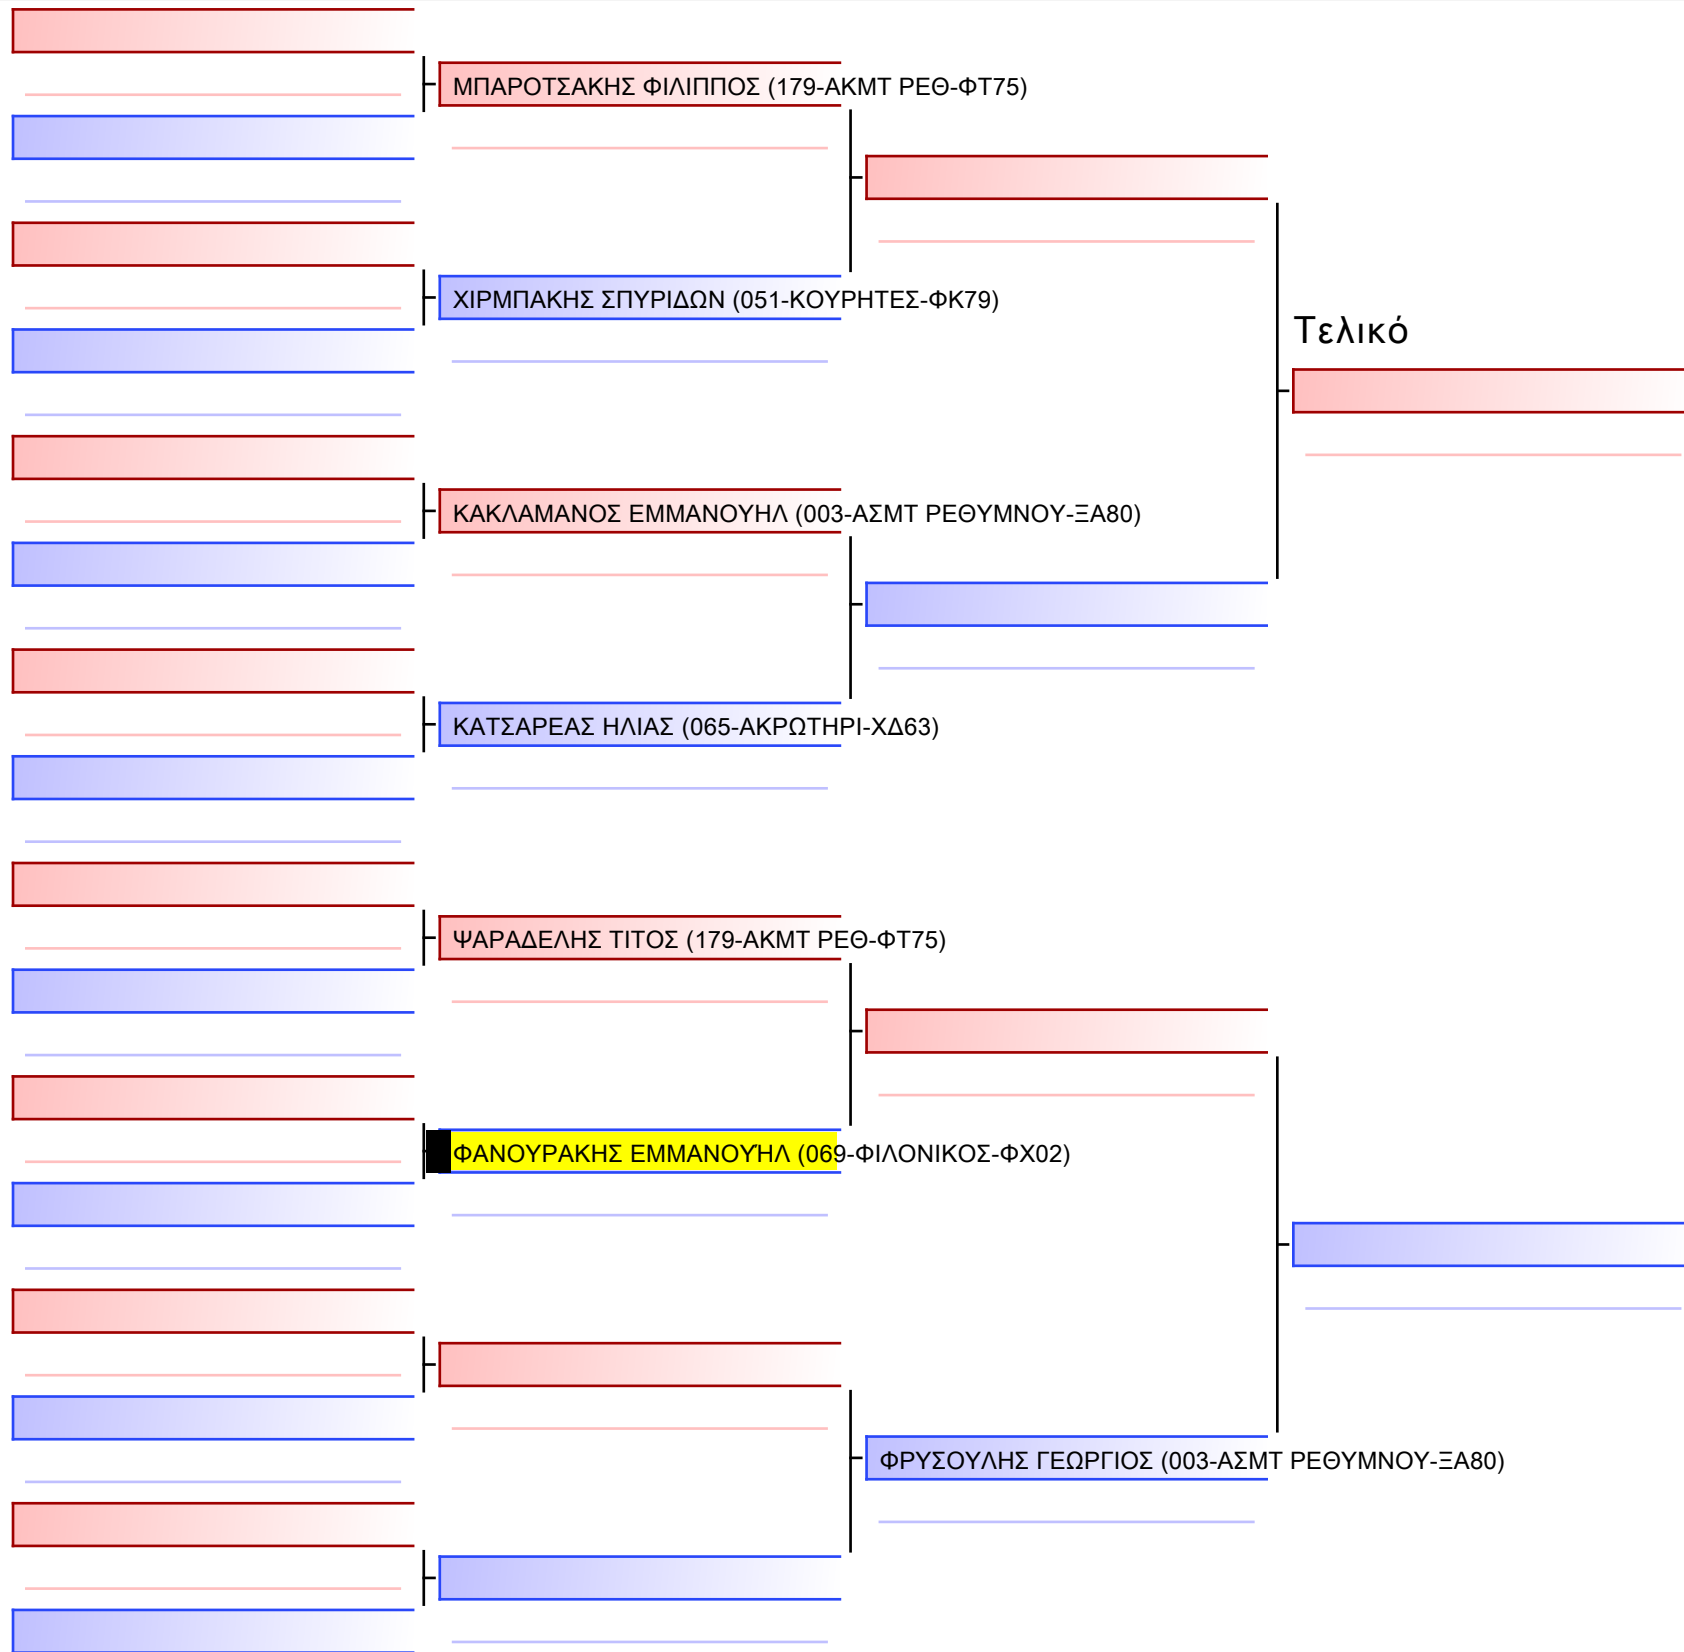 ΜΠΑΡΟΤΣΑΚΗΣ ΦΙΛΙΠΠΟΣ (179-ΑΚΜΤ ΡΕΘ-ΦΤ75)
ΧΙΡΜΠΑΚΗΣ ΣΠΥΡΙΔΩΝ (051-ΚΟΥΡΗΤΕΣ-ΦΚ79)
Τελικό
ΚΑΚΛΑΜΑΝΟΣ ΕΜΜΑΝΟΥΗΛ (003-ΑΣΜΤ ΡΕΘΥΜΝΟΥ-ΞΑ80)
ΚΑΤΣΑΡΕΑΣ ΗΛΙΑΣ (065-ΑΚΡΩΤΗΡΙ-ΧΔ63)
ΨΑΡΑΔΕΛΗΣ ΤΙΤΟΣ (179-ΑΚΜΤ ΡΕΘ-ΦΤ75)
ΦΑΝΟΥΡΑΚΗΣ ΕΜΜΑΝΟΥΉΛ (069-ΦΙΛΟΝΙΚΟΣ-ΦΧ02)
ΦΡΥΣΟΥΛΗΣ ΓΕΩΡΓΙΟΣ (003-ΑΣΜΤ ΡΕΘΥΜΝΟΥ-ΞΑ80)